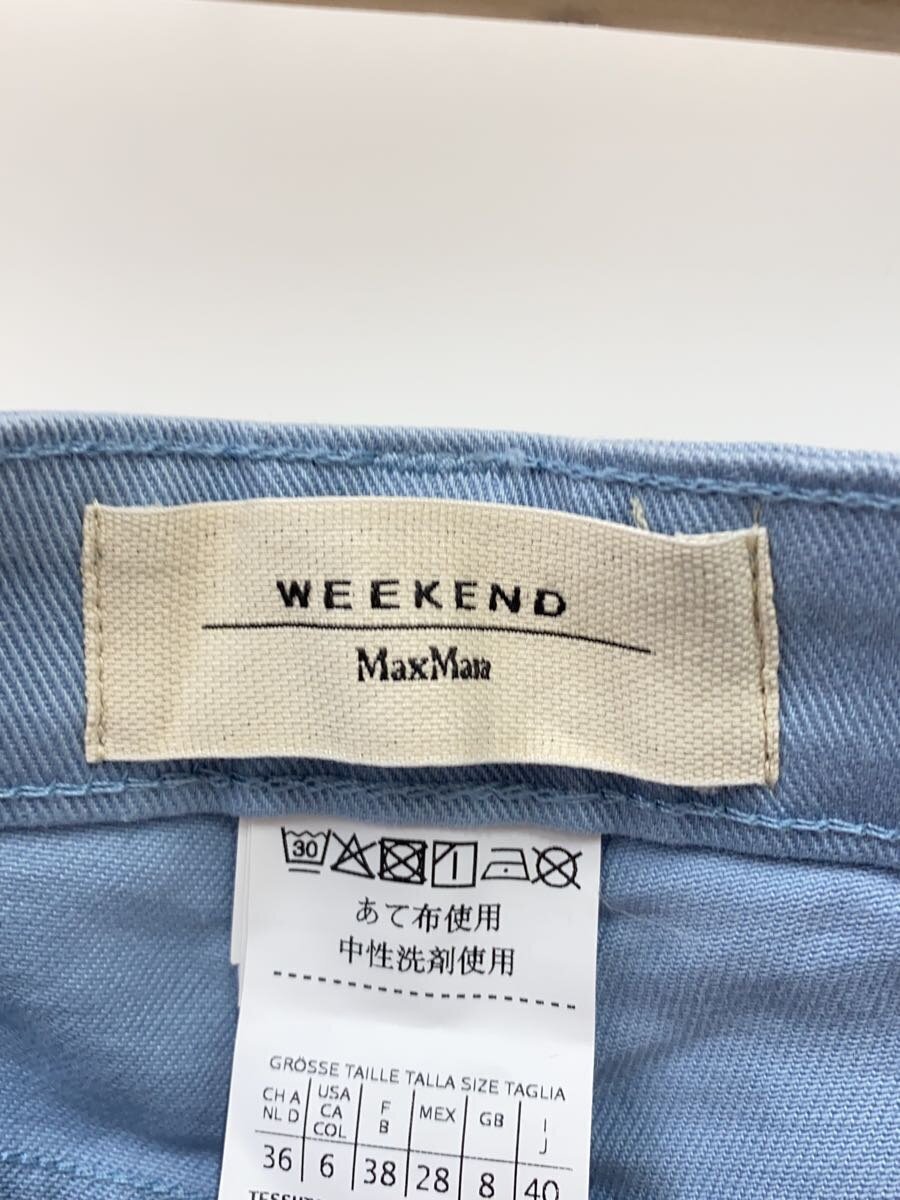 WEEKEND
MaxMara
30
あて布使用
中性洗剤使用
GRÖSSE TAILLE TALLA SIZE TAGLIA
CH A NL D USA CA COL F B MEX GB I J
36 6 38 28 8 40